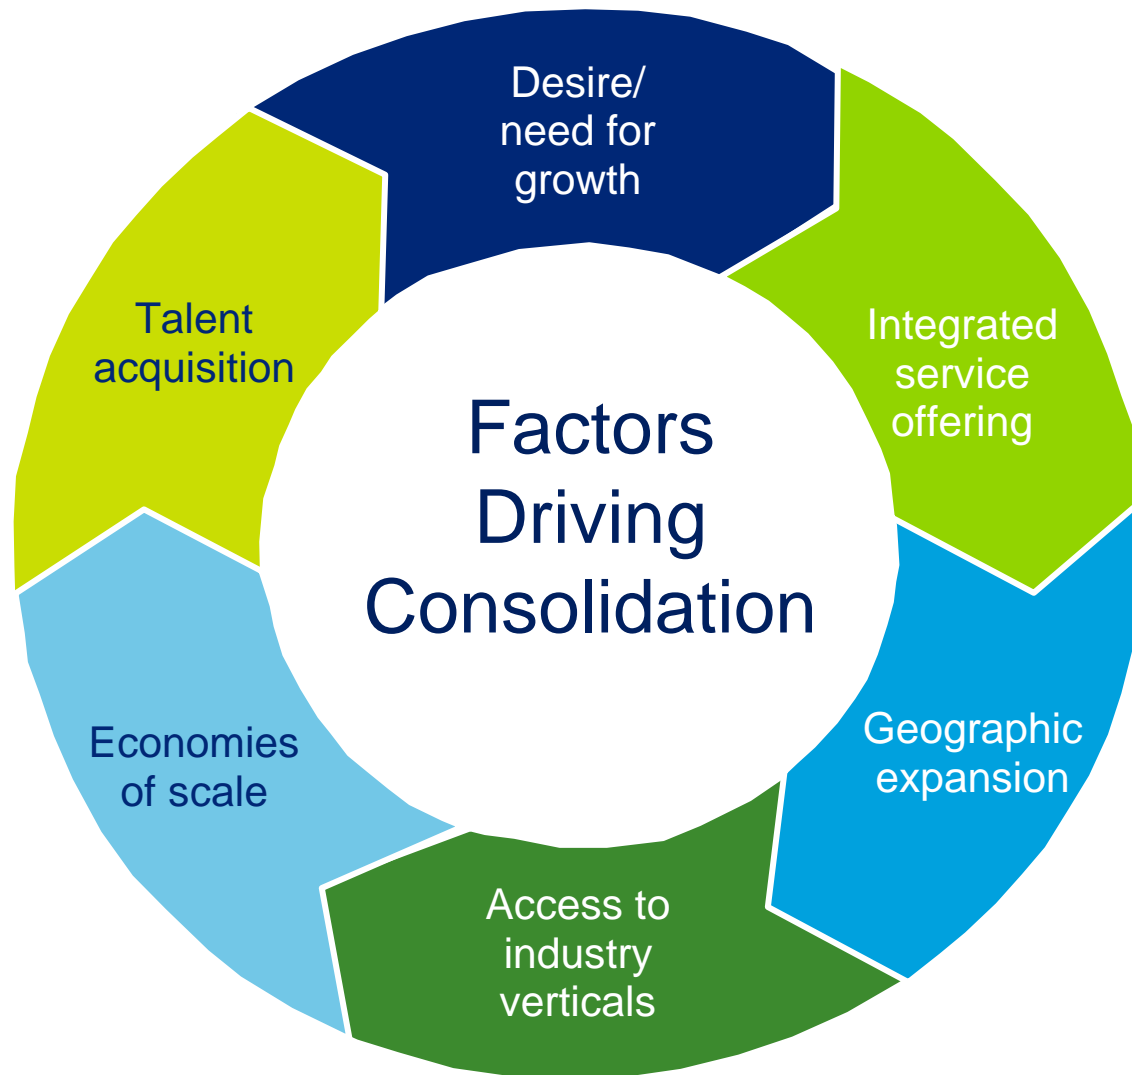 Desire/
need for
growth
Integrated
service
offering
Geographic
expansion
Access to
industry
verticals
Economies
of scale
Talent
acquisition
Factors
Driving
Consolidation